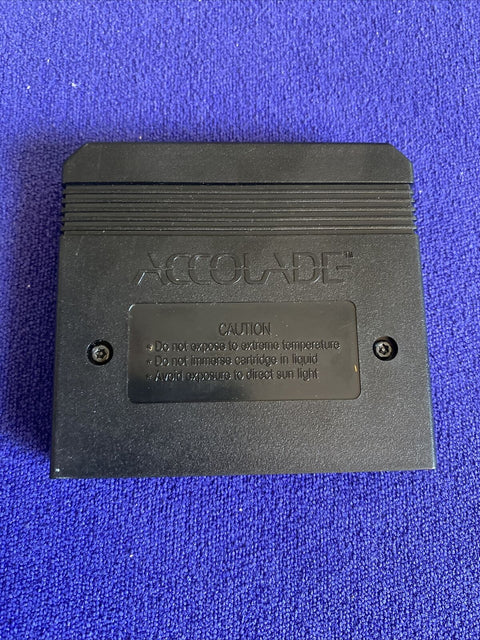 ACCOLADE™
CAUTION
• Do not expose to extreme temperature
• Do not immerse cartridge in liquid
• Avoid exposure to direct sun light